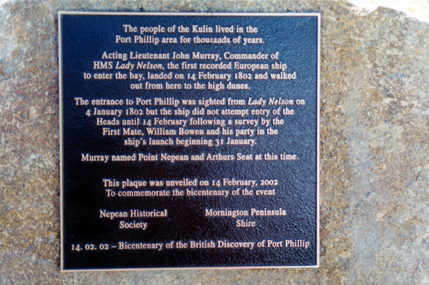 The people of the Kulin lived in the
Port Phillip area for thousands of years.
Acting Lieutenant John Murray, Commander of
HMS Lady Nelson, the first recorded European ship
to enter the bay, landed on 14 February 1802 and walked
out from here to the high dunes.
The entrance to Port Phillip was sighted from Lady Nelson on
4 January 1802 but the ship did not attempt entry of the
Heads until 14 February following a survey by the
First Mate, William Bowen and his party in the
ship's launch beginning 31 January.
Murray named Point Nepean and Arthurs Seat at this time.
This plaque was unveiled on 14 February, 2002
To commemorate the bicentenary of the event
Nepean Historical Mornington Peninsula
Society Shire
14. 02. 02 – Bicentenary of the British Discovery of Port Phillip